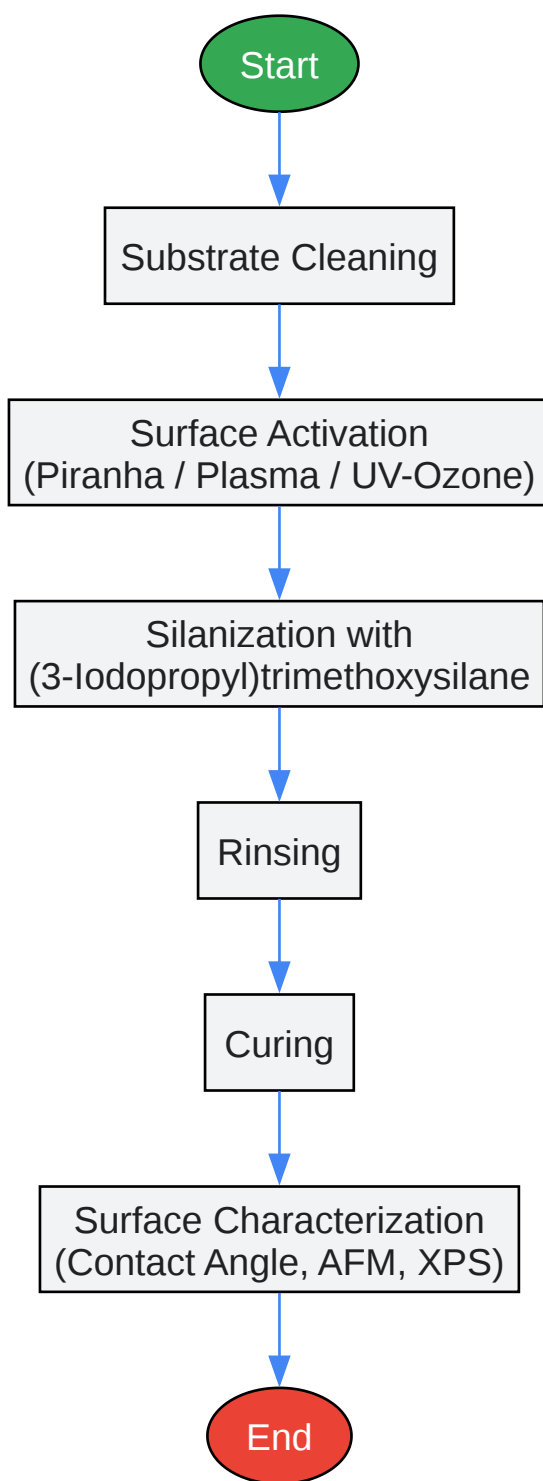 Start
Substrate Cleaning
Surface Activation
(Piranha / Plasma / UV-Ozone)
Silanization with
(3-Iodopropyl)trimethoxysilane
Rinsing
Curing
Surface Characterization
(Contact Angle, AFM, XPS)
End